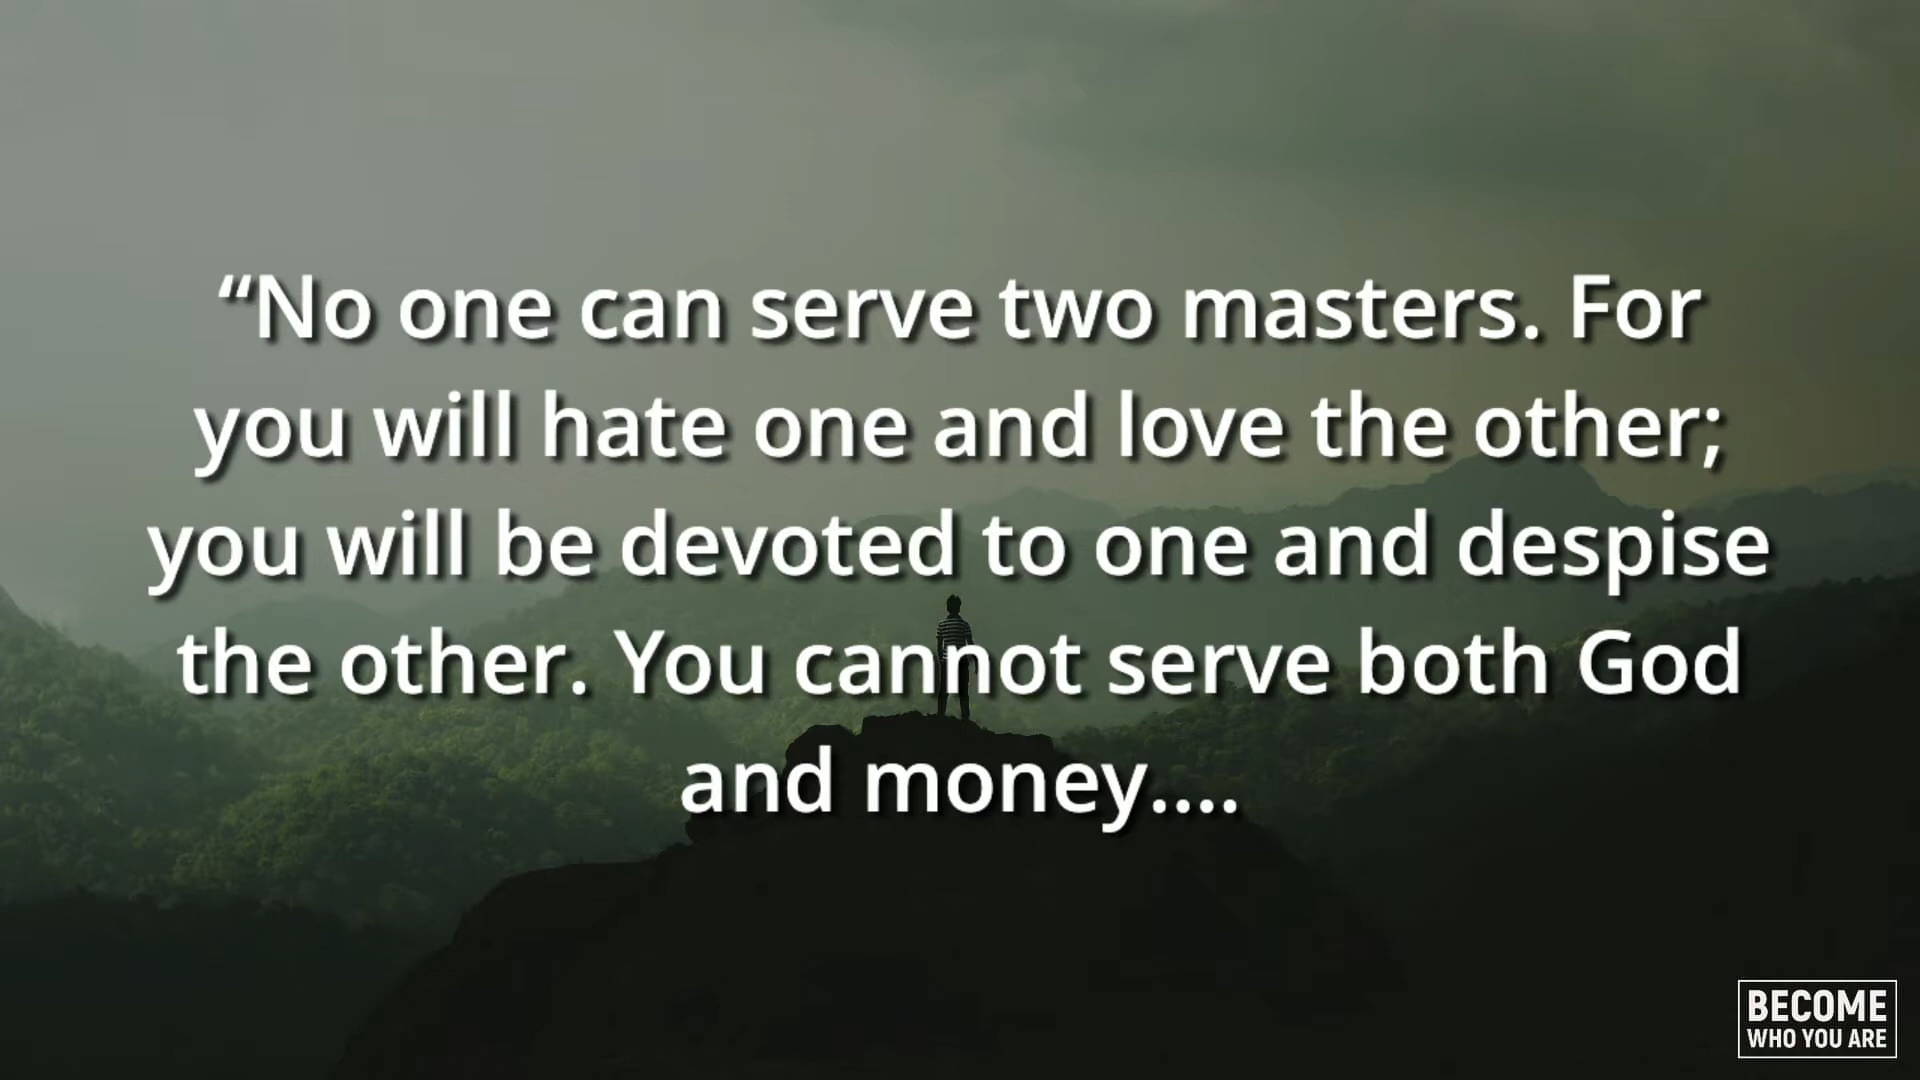 “No one can serve two masters. For
you will hate one and love the other;
you will be devoted to one and despise
the other. You cannot serve both God
and money....
BECOME
WHO YOU ARE